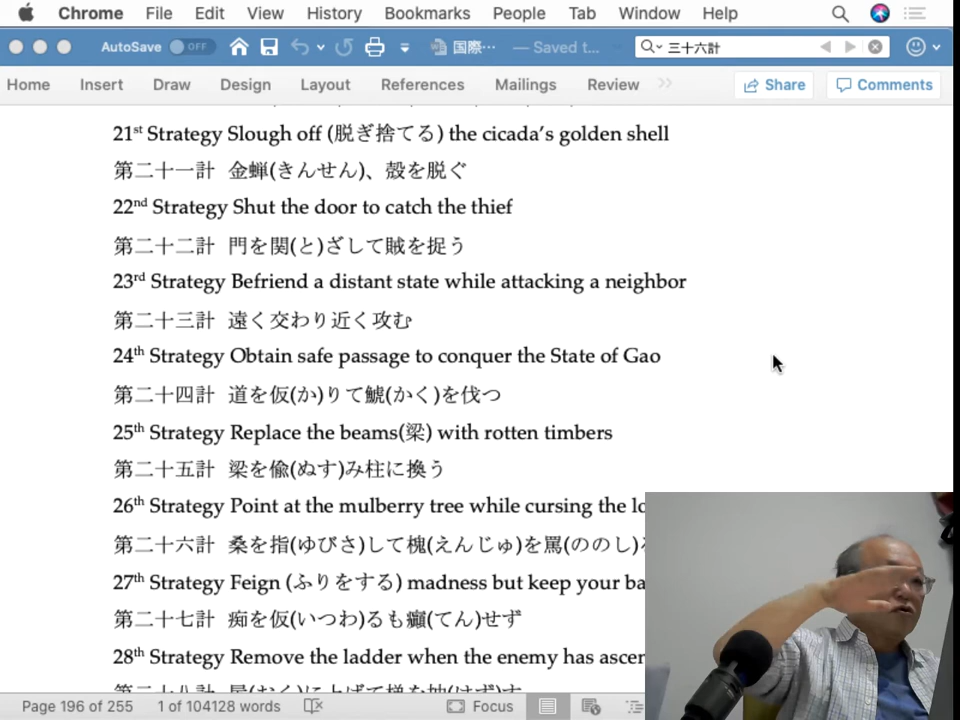 Chrome File Edit View History Bookmarks People Tab Window Help
AutoSave OFF 国際… — Saved t... 三十六計
Home Insert Draw Design Layout References Mailings Review Share Comments
21st Strategy Slough off (脱ぎ捨てる) the cicada's golden shell
第二十一計 金蝉(きんせん)、殻を脱ぐ
22nd Strategy Shut the door to catch the thief
第二十二計 門を関(と)ざして賊を捉う
23rd Strategy Befriend a distant state while attacking a neighbor
第二十三計 遠く交わり近く攻む
24th Strategy Obtain safe passage to conquer the State of Gao
第二十四計 道を仮(か)りて虢(かく)を伐つ
25th Strategy Replace the beams(梁) with rotten timbers
第二十五計 梁を偸(ぬす)み柱に換う
26th Strategy Point at the mulberry tree while cursing the
第二十六計 桑を指(ゆびさ)して槐(えんじゅ)を罵(ののし)
27th Strategy Feign (ふりをする) madness but keep your
第二十七計 痴を仮(いつわ)るも癲(てん)せず
28th Strategy Remove the ladder when the enemy has
Page 196 of 255 1 of 104128 words Focus